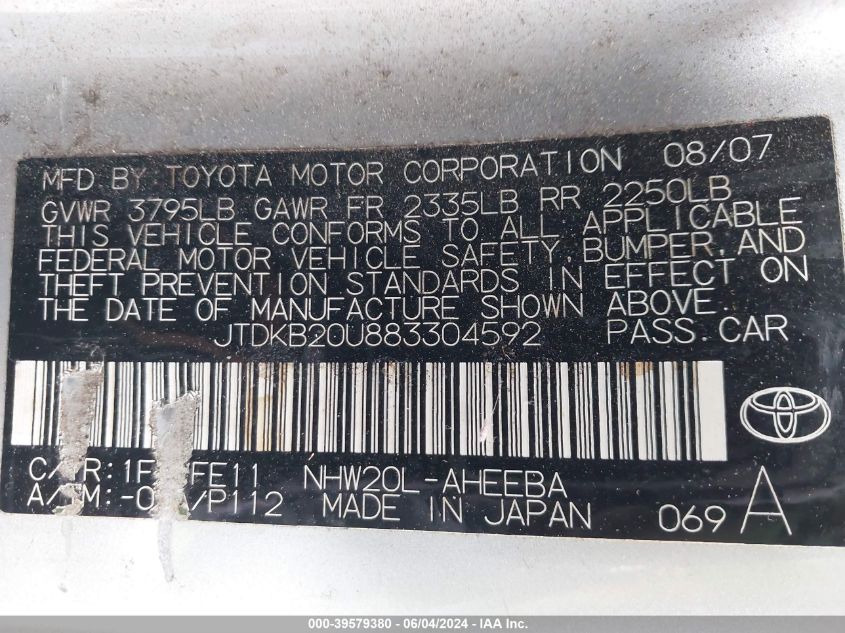 MFD BY TOYOTA MOTOR CORPORATION 08/07
GVWR 3795LB GAWR FR 2335LB RR 2250LB
THIS VEHICLE CONFORMS TO ALL APPLICABLE
FEDERAL MOTOR VEHICLE SAFETY, BUMPER, AND
THEFT PREVENTION STANDARDS IN EFFECT ON
THE DATE OF MANUFACTURE SHOWN ABOVE.
JTDKB20U883304592 PASS. CAR
NHW20L-AHEEBA
/P112 MADE IN JAPAN 069 A
000-39579380 - 06/04/2024 - IAAI Inc.